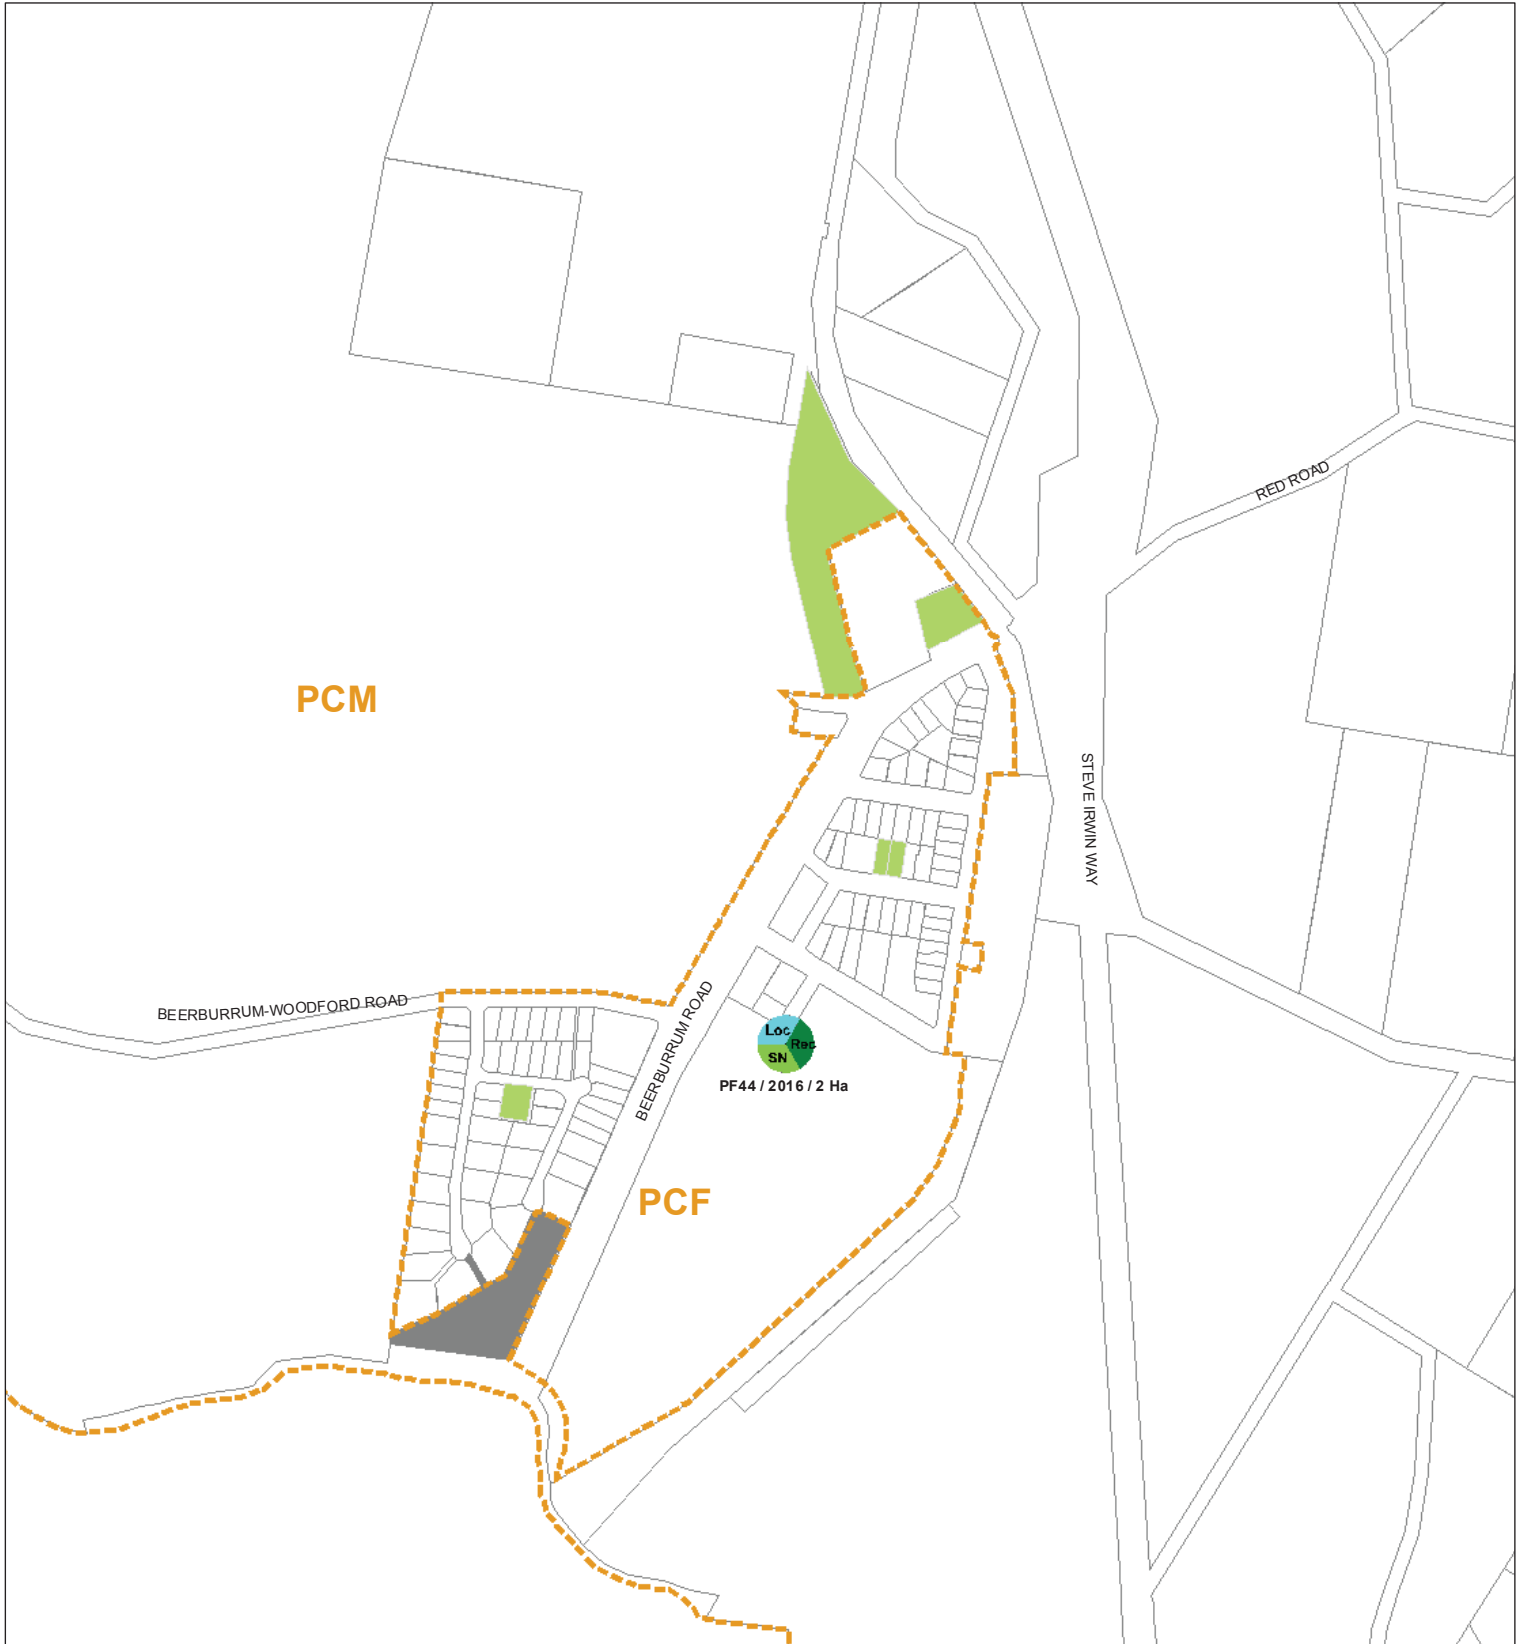 RED ROAD
PCM
STEVE IRWIN WAY
BEERBURRUM-WOODFORD ROAD
BEERBURRUM ROAD
Loc
Rec
SN
PF44 / 2016 / 2 Ha
PCF